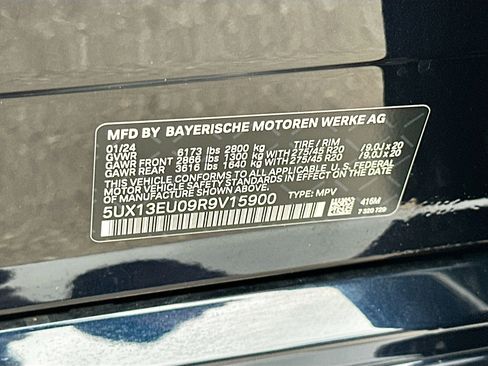 MFD BY BAYERISCHE MOTOREN WERKE AG
01/24 TIRE / RIM
GVWR 6173 lbs 2800 kg
GAWR FRONT 2866 lbs 1300 kg WITH 275/45 R20 / 9.0J x 20
GAWR REAR 3616 lbs 1640 kg WITH 275/45 R20 / 9.0J x 20
THIS VEHICLE CONFORMS TO ALL APPLICABLE U.S. FEDERAL
MOTOR VEHICLE SAFETY STANDARDS IN EFFECT ON THE
DATE OF MANUFACTURE SHOWN ABOVE.
5UX13EU09R9V15900 TYPE: MPV
416M
7 320 720